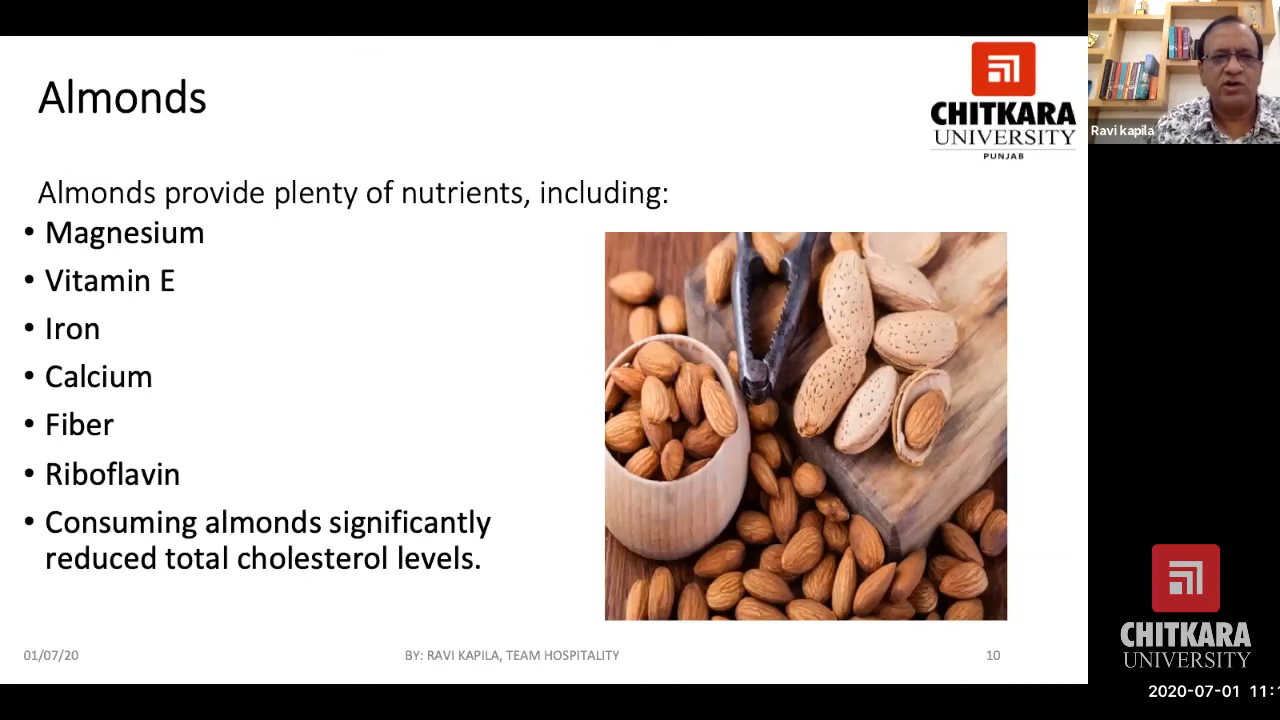 Almonds
CHITKARA
UNIVERSITY
PUNJAB
Ravi kapila
Almonds provide plenty of nutrients, including:
• Magnesium
• Vitamin E
• Iron
• Calcium
• Fiber
• Riboflavin
• Consuming almonds significantly
reduced total cholesterol levels.
01/07/20
BY: RAVI KAPILA, TEAM HOSPITALITY
10
CHITKARA
UNIVERSITY
2020-07-01 11:1